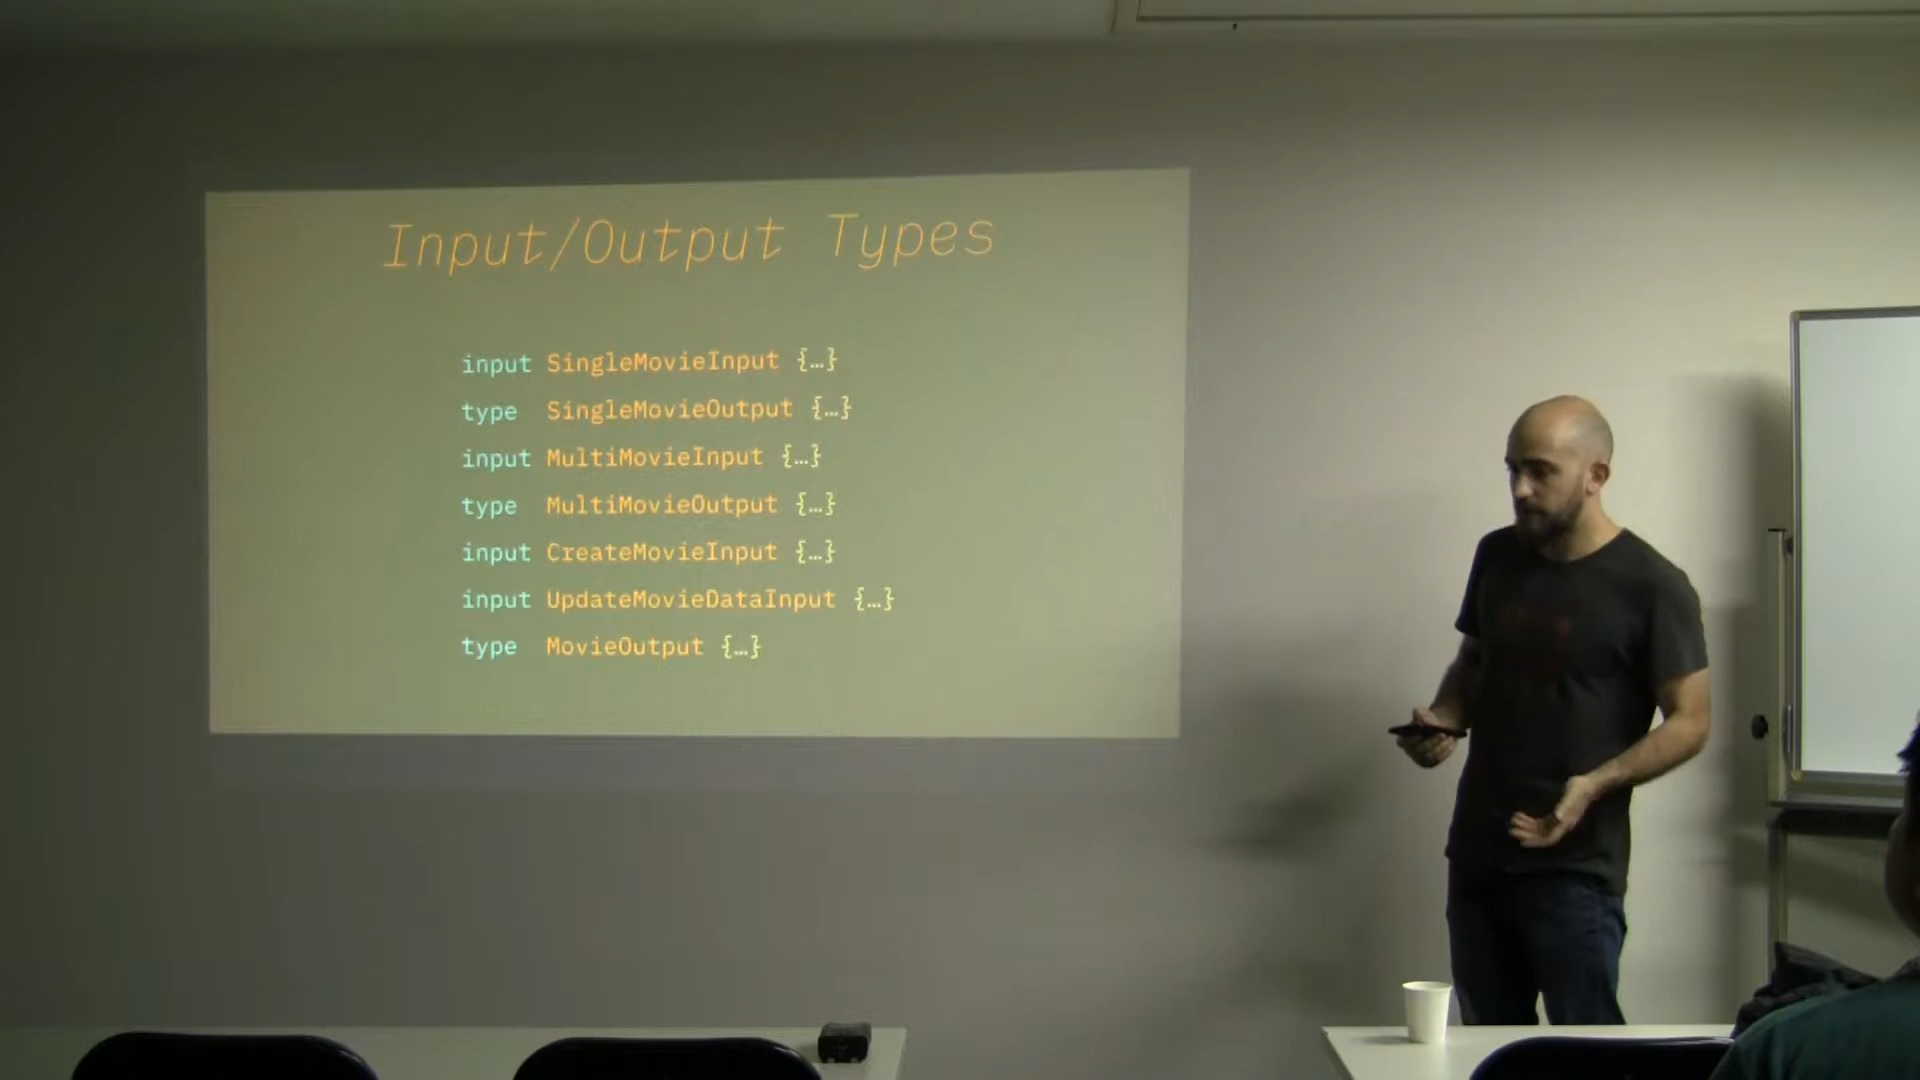 Input/Output Types
input SingleMovieInput {…}
type SingleMovieOutput {…}
input MultiMovieInput {…}
type MultiMovieOutput {…}
input CreateMovieInput {…}
input UpdateMovieDataInput {…}
type MovieOutput {…}